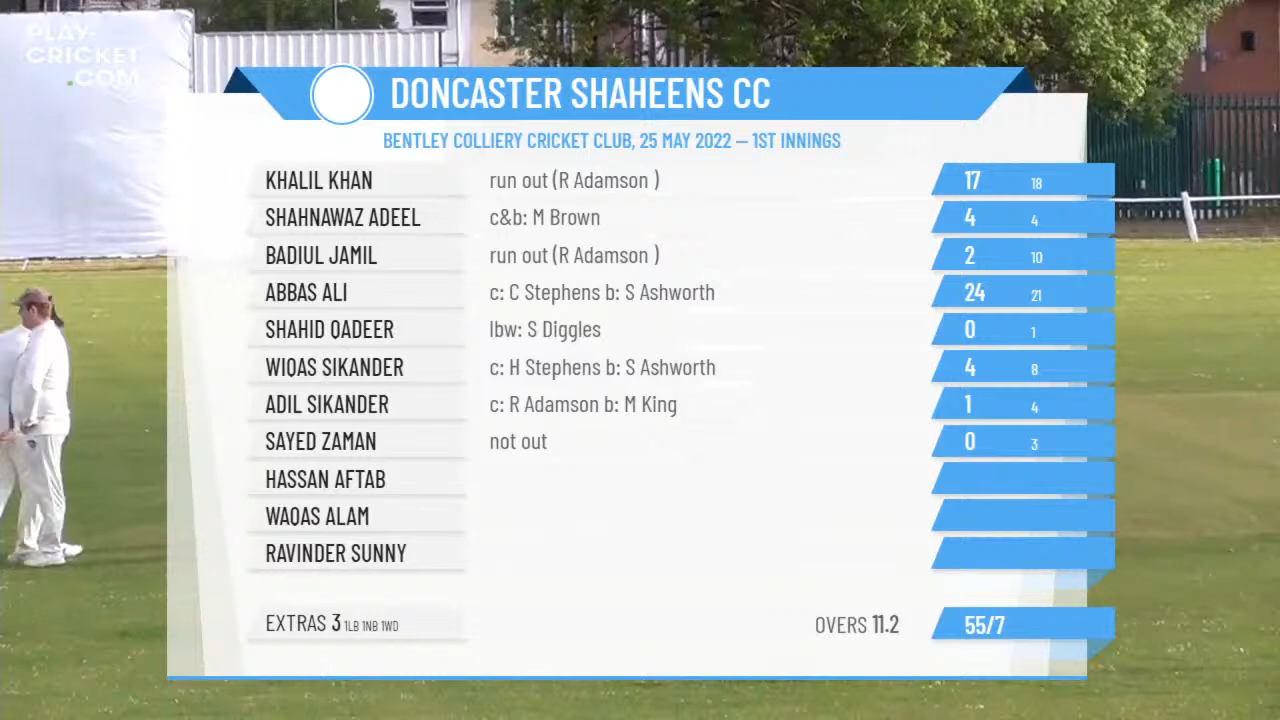 PLAY-
CRICKET
.COM
DONCASTER SHAHEENS CC
BENTLEY COLLIERY CRICKET CLUB, 25 MAY 2022 – 1ST INNINGS
KHALIL KHAN run out (R Adamson ) 17 18
SHAHNAWAZ ADEEL c&b: M Brown 4 4
BADIUL JAMIL run out (R Adamson ) 2 10
ABBAS ALI c: C Stephens b: S Ashworth 24 21
SHAHID QADEER lbw: S Diggles 0 1
WIQAS SIKANDER c: H Stephens b: S Ashworth 4 8
ADIL SIKANDER c: R Adamson b: M King 1 4
SAYED ZAMAN not out 0 3
HASSAN AFTAB
WAQAS ALAM
RAVINDER SUNNY
EXTRAS 3 1LB 1NB 1WD OVERS 11.2 55/7